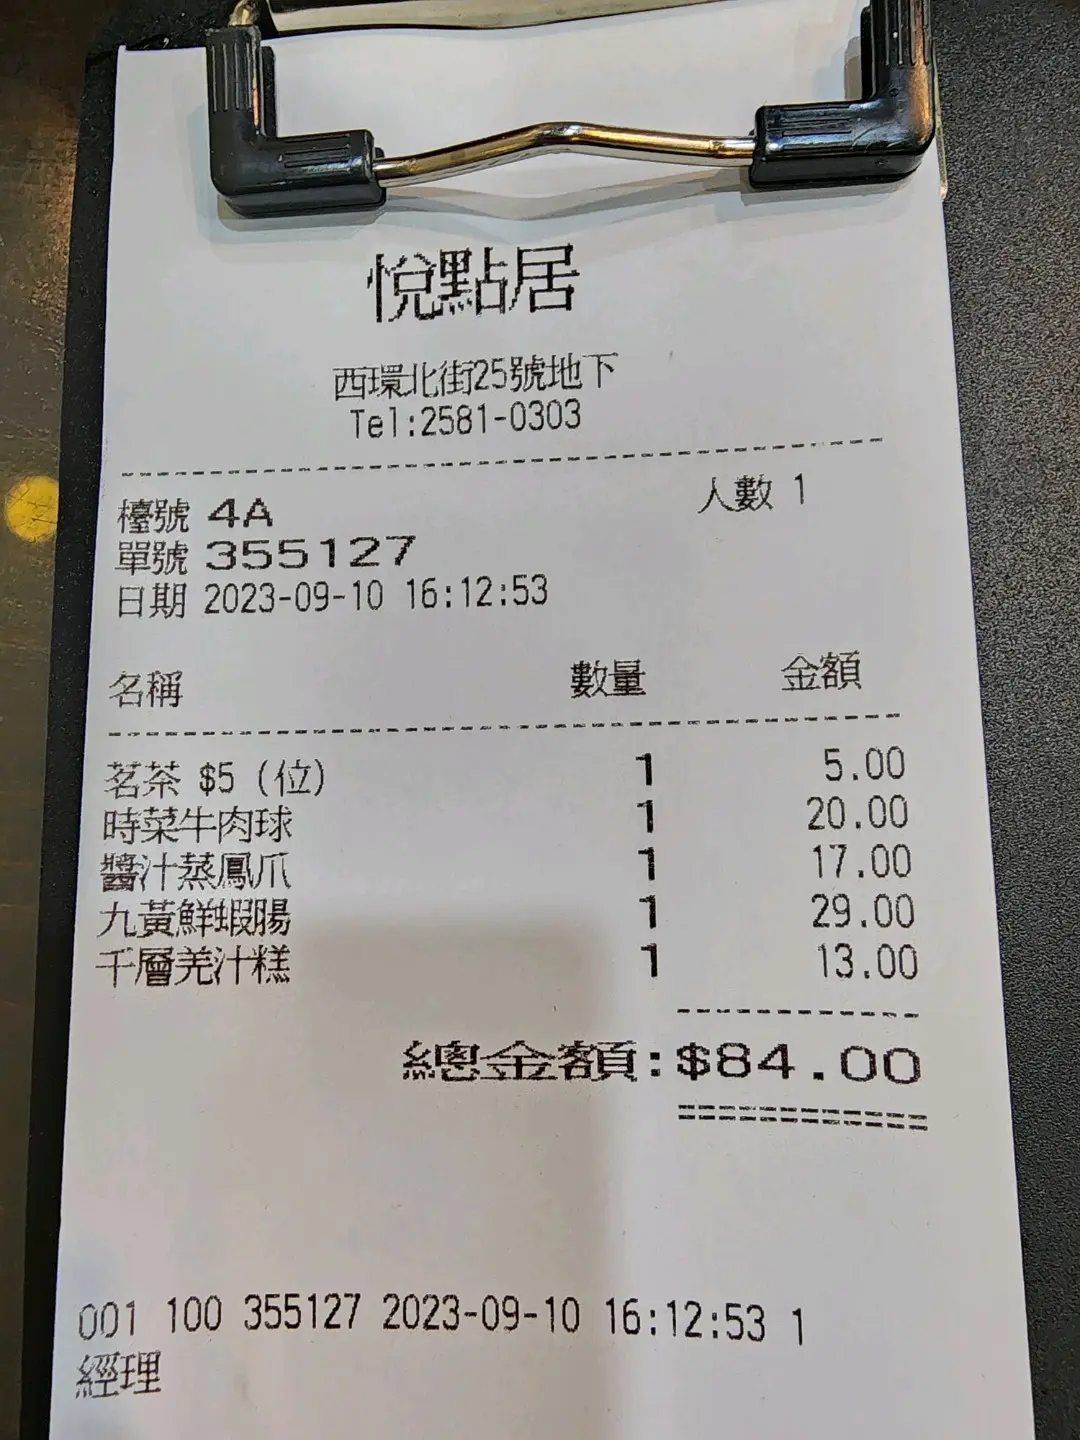 悅點居
西環北街25號地下
Tel:2581-0303
檯號 4A 人數 1
單號 355127
日期 2023-09-10 16:12:53
名稱 數量 金額
茗茶 $5 (位) 1 5.00
時菜牛肉球 1 20.00
醬汁蒸鳳爪 1 17.00
九黃鮮蝦腸 1 29.00
千層羌汁糕 1 13.00
總金額:$84.00
001 100 355127 2023-09-10 16:12:53 1
經理